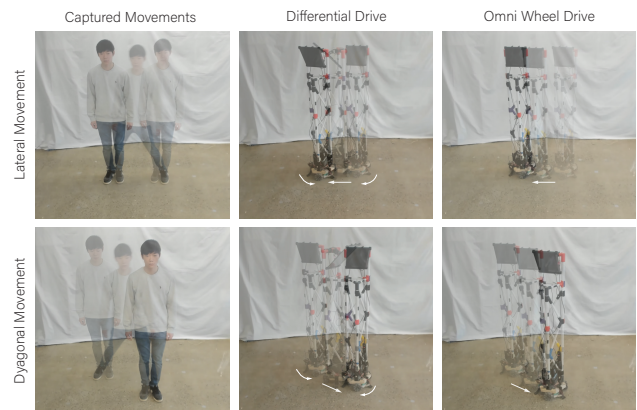 Captured Movements
Differential Drive
Omni Wheel Drive
Lateral Movement
Dyagonal Movement